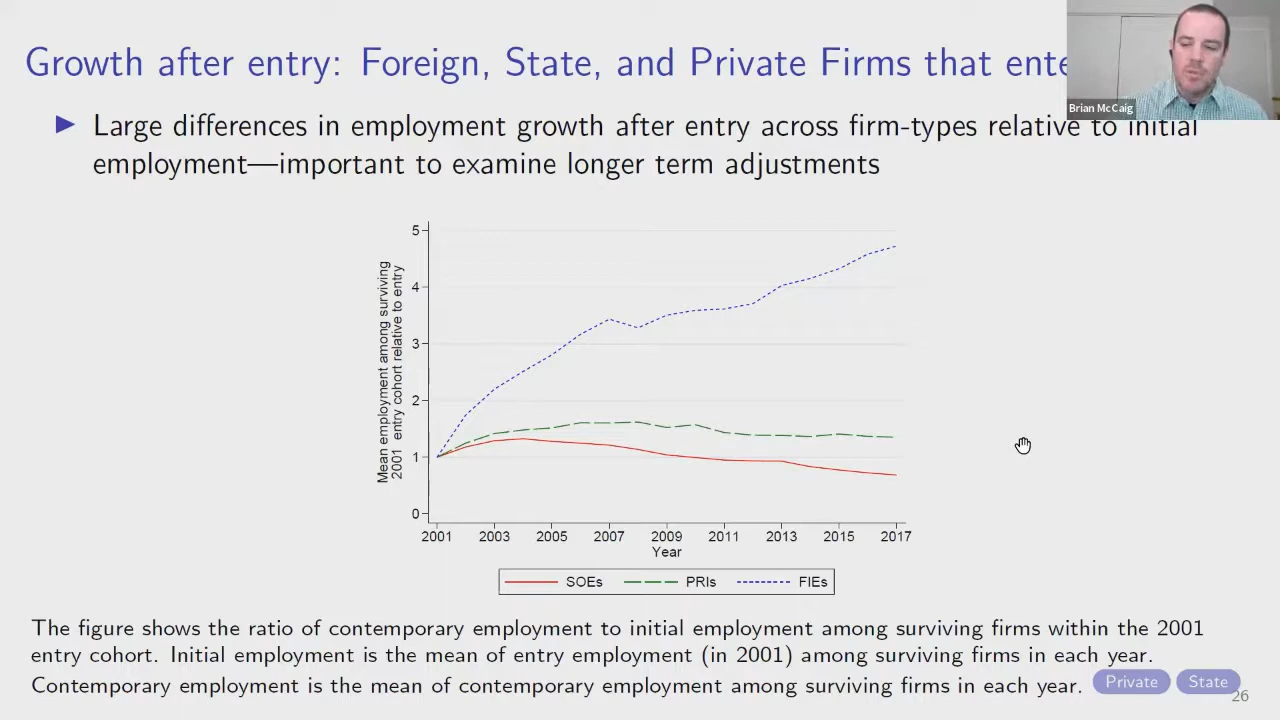 Growth after entry: Foreign, State, and Private Firms that ente
Brian McCaig
Large differences in employment growth after entry across firm-types relative to initial
employment—important to examine longer term adjustments
Mean employment among surviving
2001 entry cohort relative to entry
5
4
3
2
1
0
2001 2003 2005 2007 2009 2011 2013 2015 2017
Year
SOEs PRIs FIEs
The figure shows the ratio of contemporary employment to initial employment among surviving firms within the 2001
entry cohort. Initial employment is the mean of entry employment (in 2001) among surviving firms in each year.
Contemporary employment is the mean of contemporary employment among surviving firms in each year.
Private State
26